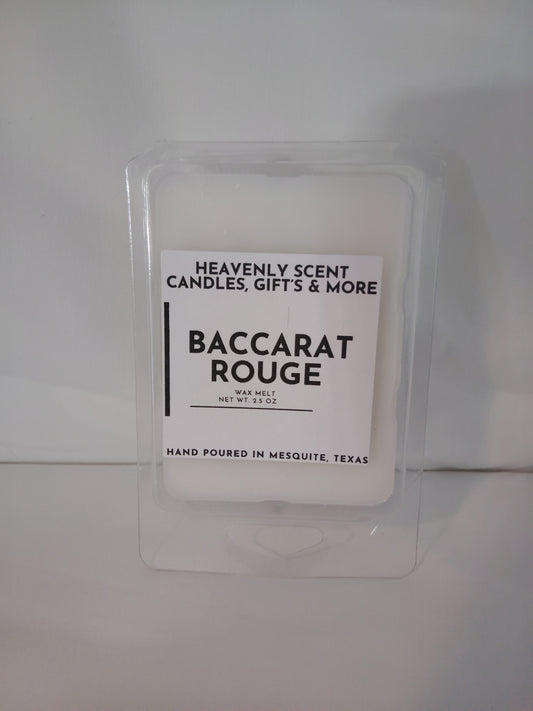 HEAVENLY SCENT
CANDLES, GIFT'S & MORE
BACCARAT
ROUGE
WAX MELT
NET WT. 2.5 OZ
HAND POURED IN MESQUITE, TEXAS